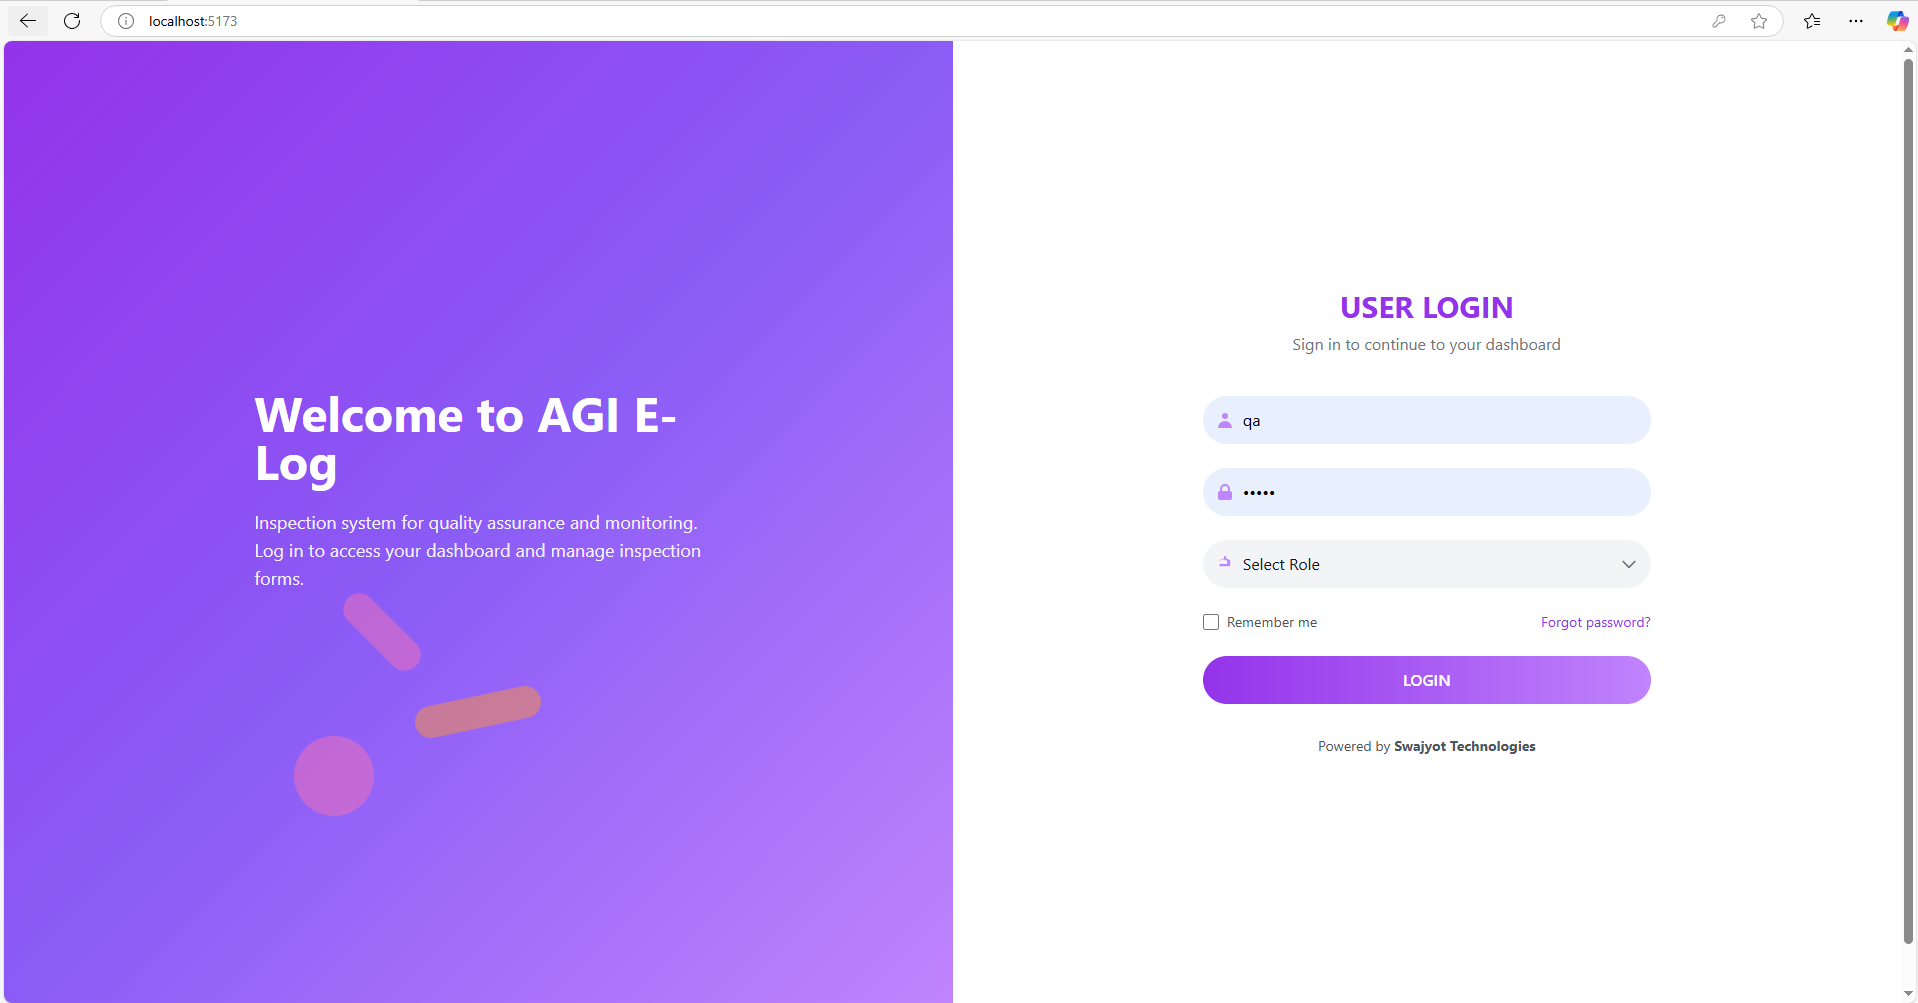 localhost:5173
Welcome to AGI E-
Log
Inspection system for quality assurance and monitoring.
Log in to access your dashboard and manage inspection
forms.
USER LOGIN
Sign in to continue to your dashboard
qa
•••••
Select Role
Remember me
Forgot password?
LOGIN
Powered by Swajyot Technologies